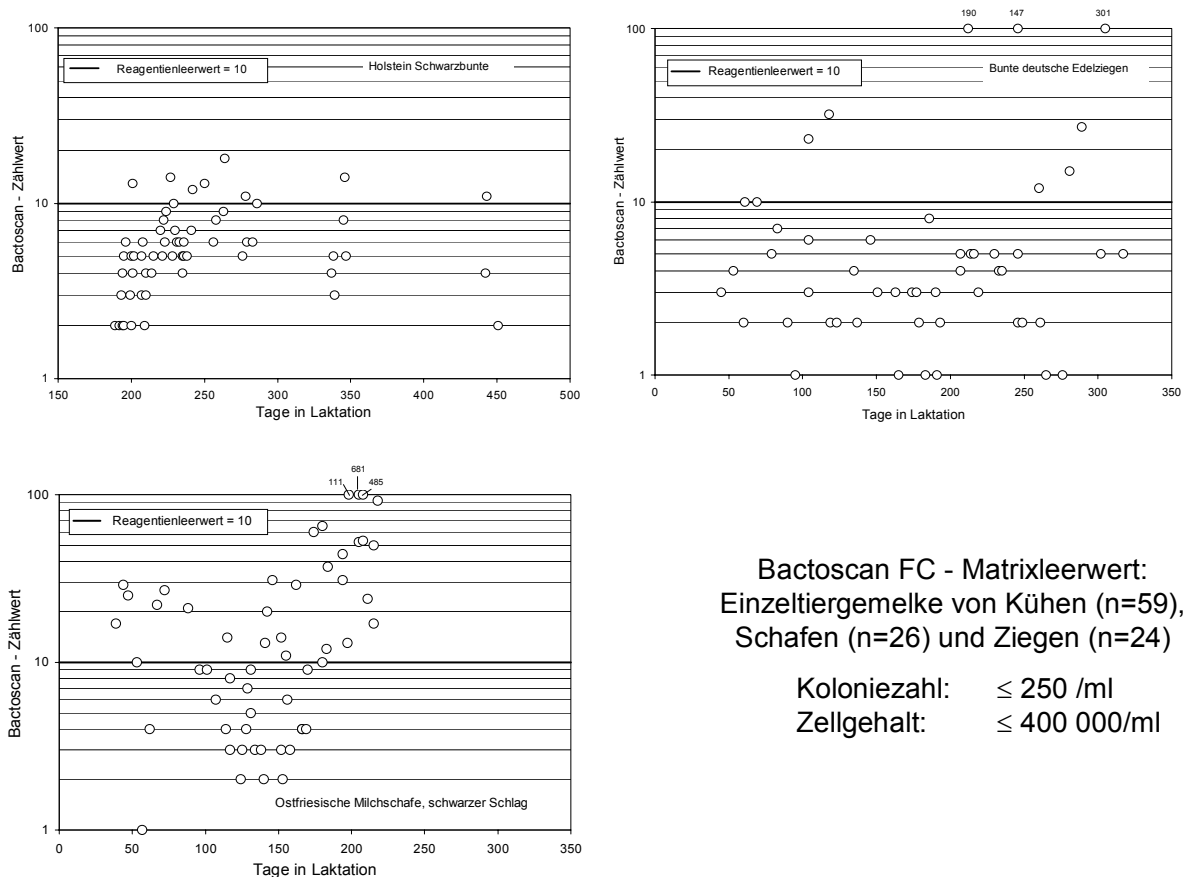 100
10
1
Bactoscan - Zählwert
Reagentienleerwert = 10
Holstein Schwarzbunte
150 200 250 300 350 400 450 500
Tage in Laktation
190 147 301
100
10
1
Bactoscan - Zählwert
Reagentienleerwert = 10
Bunte deutsche Edelziegen
0 50 100 150 200 250 300 350
Tage in Laktation
681
111 485
100
10
1
Bactoscan - Zählwert
Reagentienleerwert = 10
Ostfriesische Milchschafe, schwarzer Schlag
0 50 100 150 200 250 300 350
Tage in Laktation
Bactoscan FC - Matrixleerwert:
Einzeltiergemelke von Kühen (n=59),
Schafen (n=26) und Ziegen (n=24)
Koloniezahl: ≤ 250 /ml
Zellgehalt: ≤ 400 000/ml